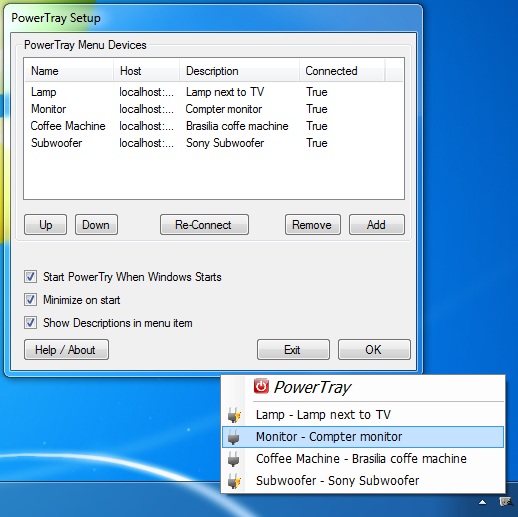 PowerTray Setup
PowerTray Menu Devices
Name Host Description Connected
Lamp localhost:... Lamp next to TV True
Monitor localhost:... Compter monitor True
Coffee Machine localhost:... Brasilia coffe machine True
Subwoofer localhost:... Sony Subwoofer True
Up Down Re-Connect Remove Add
Start PowerTry When Windows Starts
Minimize on start
Show Descriptions in menu item
Help / About Exit OK
PowerTray
Lamp - Lamp next to TV
Monitor - Compter monitor
Coffee Machine - Brasilia coffe machine
Subwoofer - Sony Subwoofer